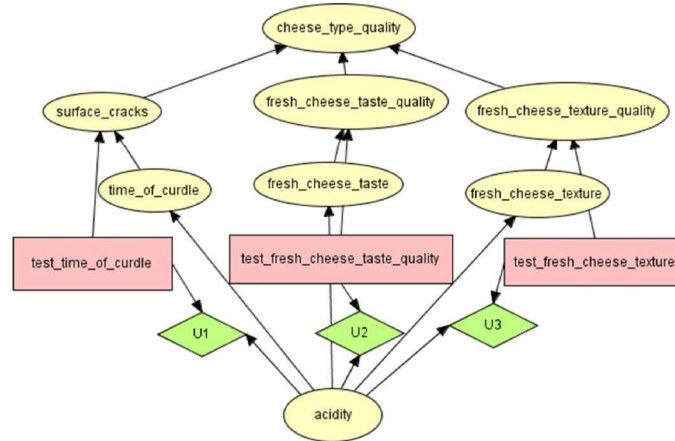 cheese_type_quality
surface_cracks
fresh_cheese_taste_quality
fresh_cheese_texture_quality
time_of_curdle
fresh_cheese_taste
fresh_cheese_texture
test_time_of_curdle
test_fresh_cheese_taste_quality
test_fresh_cheese_texture
U1
U2
U3
acidity